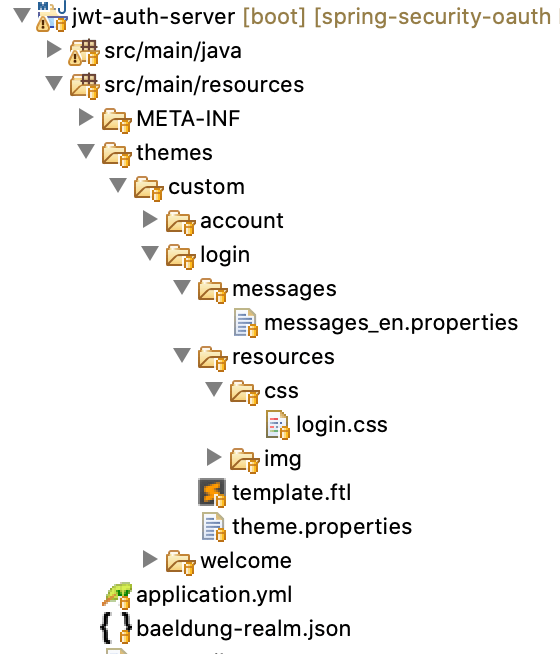 jwt-auth-server [boot] [spring-security-oauth
src/main/java
src/main/resources
META-INF
themes
custom
account
login
messages
messages_en.properties
resources
css
login.css
img
template.ftl
theme.properties
welcome
application.yml
baeldung-realm.json